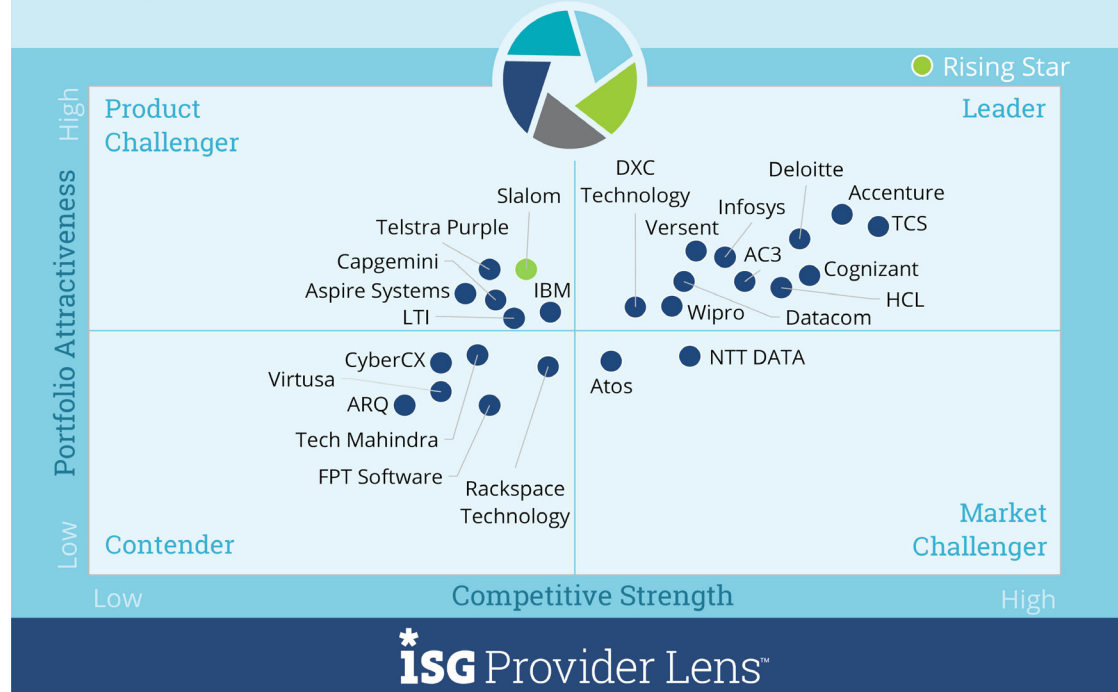 Rising Star
High
Product
Challenger
Leader
DXC
Technology
Deloitte
Slalom
Accenture
Infosys
Telstra Purple
Versent
TCS
Capgemini
AC3
Cognizant
Aspire Systems
IBM
HCL
LTI
Wipro
Datacom
Portfolio Attractiveness
CyberCX
NTT DATA
Virtusa
Atos
ARQ
Tech Mahindra
FPT Software
Rackspace
Technology
Market
Challenger
Contender
Low
Low
Competitive Strength
High
*ISG Provider Lens™